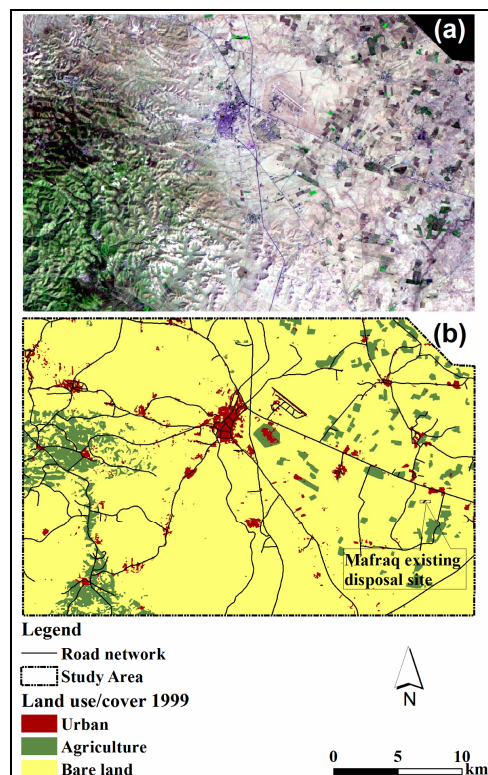 (a)
(b)
Mafraq existing
disposal site
Legend
Road network
Study Area
Land use/cover 1999
Urban
Agriculture
Bare land
N
0 5 10
km